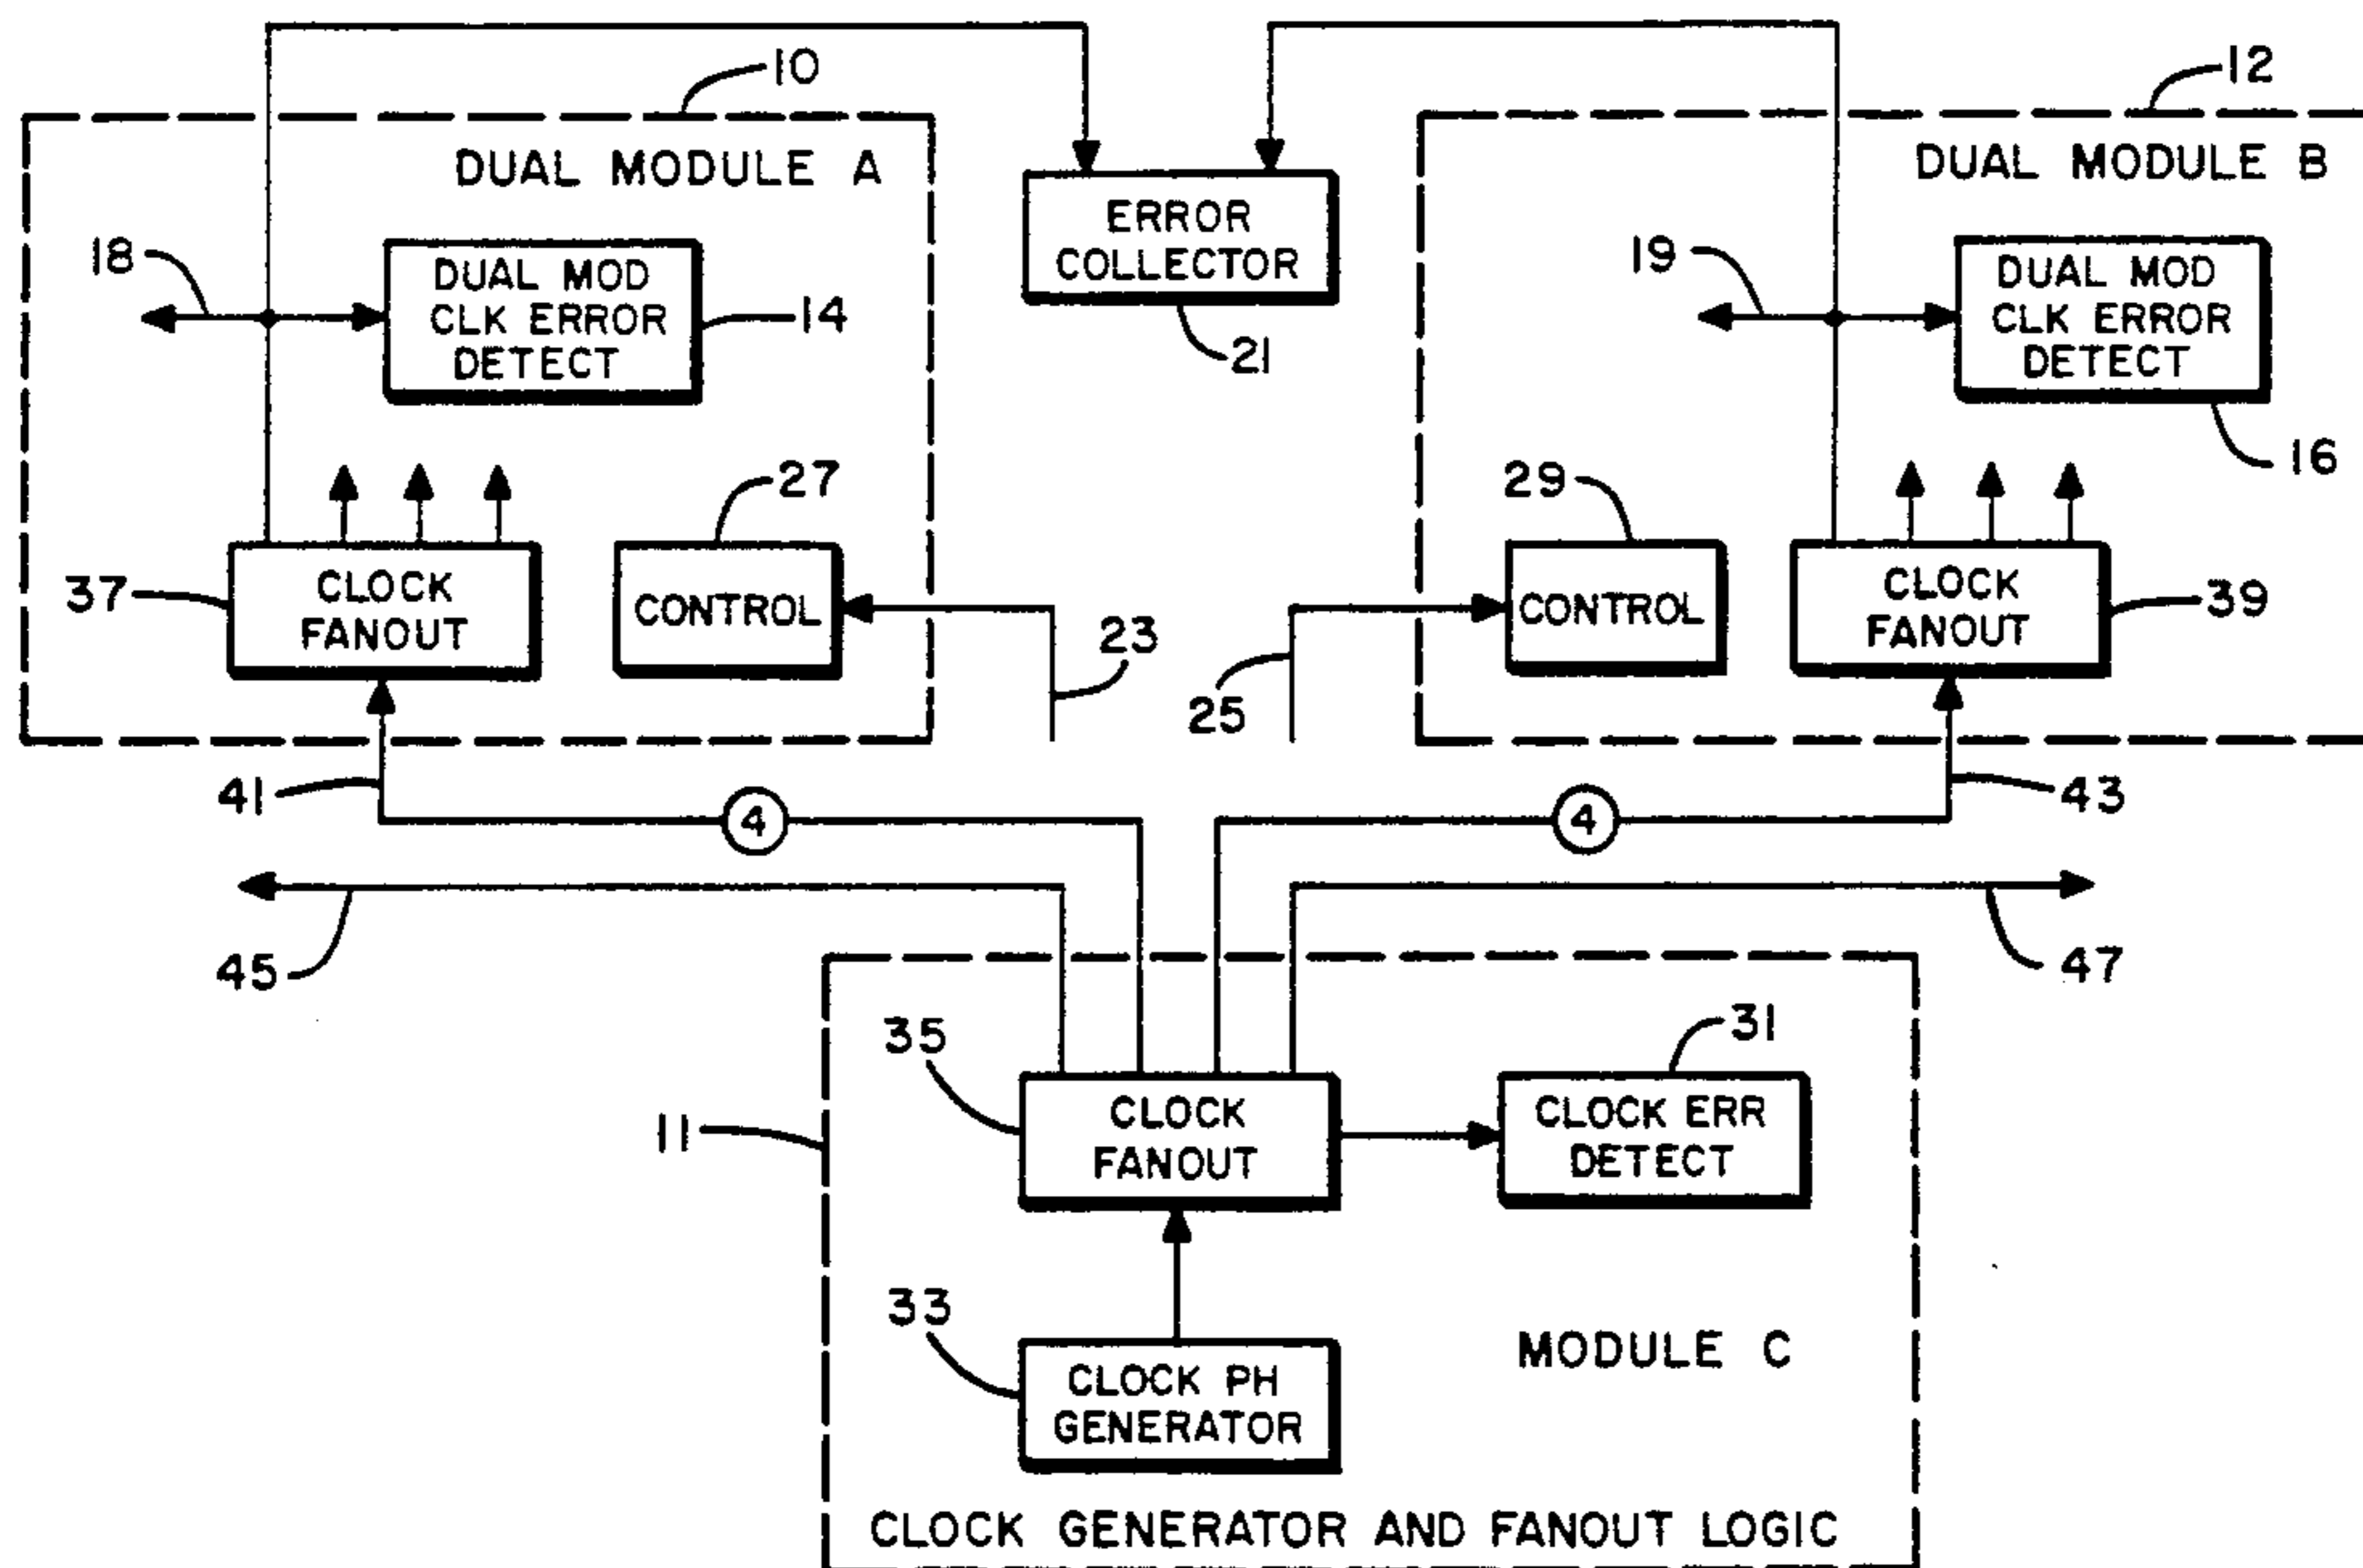 10
12
DUAL MODULE A
DUAL MODULE B
ERROR
COLLECTOR
21
18
DUAL MOD
CLK ERROR
DETECT
14
19
DUAL MOD
CLK ERROR
DETECT
16
27
29
37
CLOCK
FANOUT
CONTROL
23
25
CONTROL
CLOCK
FANOUT
39
41
4
4
43
45
47
35
31
11
CLOCK
FANOUT
CLOCK ERR
DETECT
33
CLOCK PH
GENERATOR
MODULE C
CLOCK GENERATOR AND FANOUT LOGIC